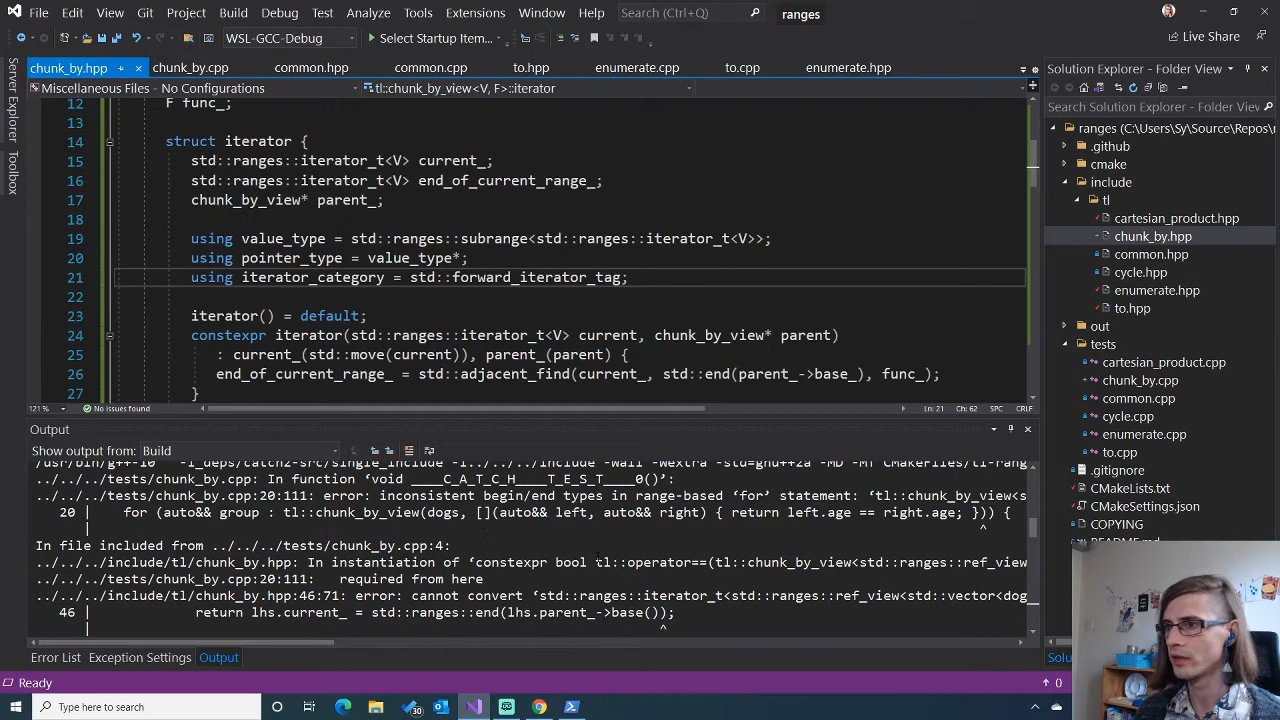 File Edit View Git Project Build Debug Test Analyze Tools Extensions Window Help Search (Ctrl+Q) ranges
WSL-GCC-Debug Select Startup Item... Live Share
chunk_by.hpp chunk_by.cpp common.hpp common.cpp to.hpp enumerate.cpp to.cpp enumerate.hpp
Miscellaneous Files - No Configurations tl::chunk_by_view<V, F>::iterator
Server Explorer
Toolbox
12 F func_;
13
14 struct iterator {
15 std::ranges::iterator_t<V> current_;
16 std::ranges::iterator_t<V> end_of_current_range_;
17 chunk_by_view* parent_;
18
19 using value_type = std::ranges::subrange<std::ranges::iterator_t<V>>;
20 using pointer_type = value_type*;
21 using iterator_category = std::forward_iterator_tag;
22
23 iterator() = default;
24 constexpr iterator(std::ranges::iterator_t<V> current, chunk_by_view* parent)
25 : current_(std::move(current)), parent_(parent) {
26 end_of_current_range_ = std::adjacent_find(current_, std::end(parent_->base_), func_);
27 }
121 % No issues found Ln: 21 Ch: 62 SPC CRLF
Output
Show output from: Build
/usr/bin/g++-10 -I_deps/catch2-src/single_include -I../../../include -Wall -Wextra -std=gnu++2a -MD -MT CMakeFiles/tl-rang
../../../tests/chunk_by.cpp: In function ‘void ____C_A_T_C_H____T_E_S_T____0()’:
../../../tests/chunk_by.cpp:20:111: error: inconsistent begin/end types in range-based ‘for’ statement: ‘tl::chunk_by_view<s
20 | for (auto&& group : tl::chunk_by_view(dogs, [](auto&& left, auto&& right) { return left.age == right.age; })) {
| ^
In file included from ../../../tests/chunk_by.cpp:4:
../../../include/tl/chunk_by.hpp: In instantiation of ‘constexpr bool tl::operator==(tl::chunk_by_view<std::ranges::ref_view
../../../tests/chunk_by.cpp:20:111: required from here
../../../include/tl/chunk_by.hpp:46:71: error: cannot convert ‘std::ranges::iterator_t<std::ranges::ref_view<std::vector<dog
46 | return lhs.current_ = std::ranges::end(lhs.parent_->base());
| ^
Error List Exception Settings Output
Ready 0
Solution Explorer - Folder View
Search Solution Explorer - Folder View (Ctrl+;)
ranges (C:\Users\Sy\Source\Repos\r
.github
cmake
include
tl
cartesian_product.hpp
chunk_by.hpp
common.hpp
cycle.hpp
enumerate.hpp
to.hpp
out
tests
cartesian_product.cpp
chunk_by.cpp
common.cpp
cycle.cpp
enumerate.cpp
to.cpp
.gitignore
CMakeLists.txt
CMakeSettings.json
COPYING
Solu
Type here to search 30